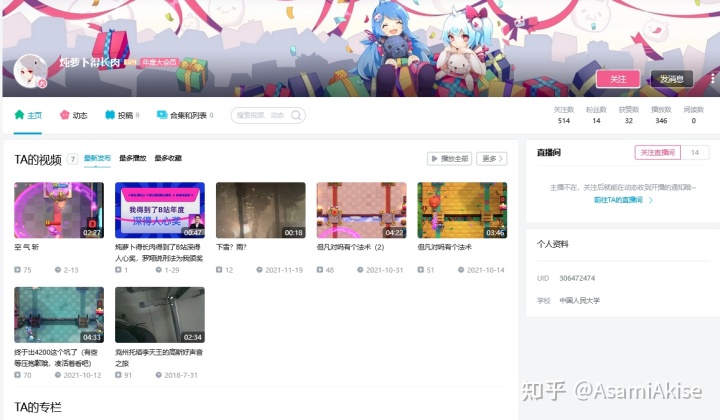 炖萝卜得长肉 年度大会员
关注 发消息
主页 动态 投稿 9 合集和列表 0 搜索视频、动态
关注数 粉丝数 获赞数 播放数 阅读数
514 14 32 346 0
TA的视频 7 最新发布 最多播放 最多收藏 播放全部 更多
02:27 00:47 00:18 04:22 03:46
我得到了B站年度
深得人心奖
空气斩
炖萝卜得长肉得到了B站深得
人心奖，罗翔说刑法为我颁奖
下雪？雨？
但凡对吗有个法术（2）
但凡对吗有个法术
75 2-13
1 1-29
12 2021-11-19
48 2021-10-31
51 2021-10-14
04:33 02:34
终于出4200这个坑了（有些
等压抱歉哦，凑活着看吧）
兖州托塔李天王的高斯好声音
之旅
70 2021-10-12
91 2018-7-31
TA的专栏
直播间 关注直播间 14
主播不在，关注后就能在动态收到开播的通知啦~
前往TA的直播间
个人资料
UID 306472474
学校 中国人民大学
知乎 @AsamiAkise